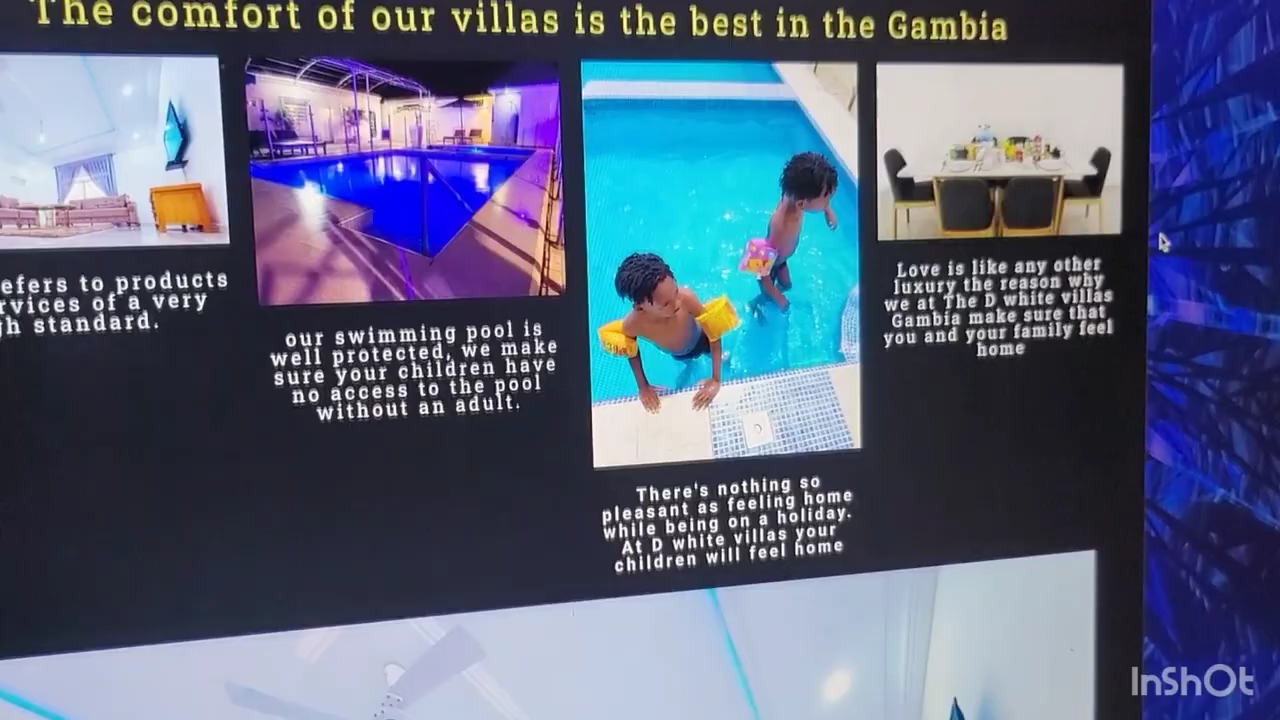 The comfort of our villas is the best in the Gambia
efers to products
rvices of a very
gh standard.
our swimming pool is
well protected, we make
sure your children have
no access to the pool
without an adult.
There's nothing so
pleasant as feeling home
while being on a holiday.
At D white villas your
children will feel home
Love is like any other
luxury the reason why
we at The D white villas
Gambia make sure that
you and your family feel
home
InShOt